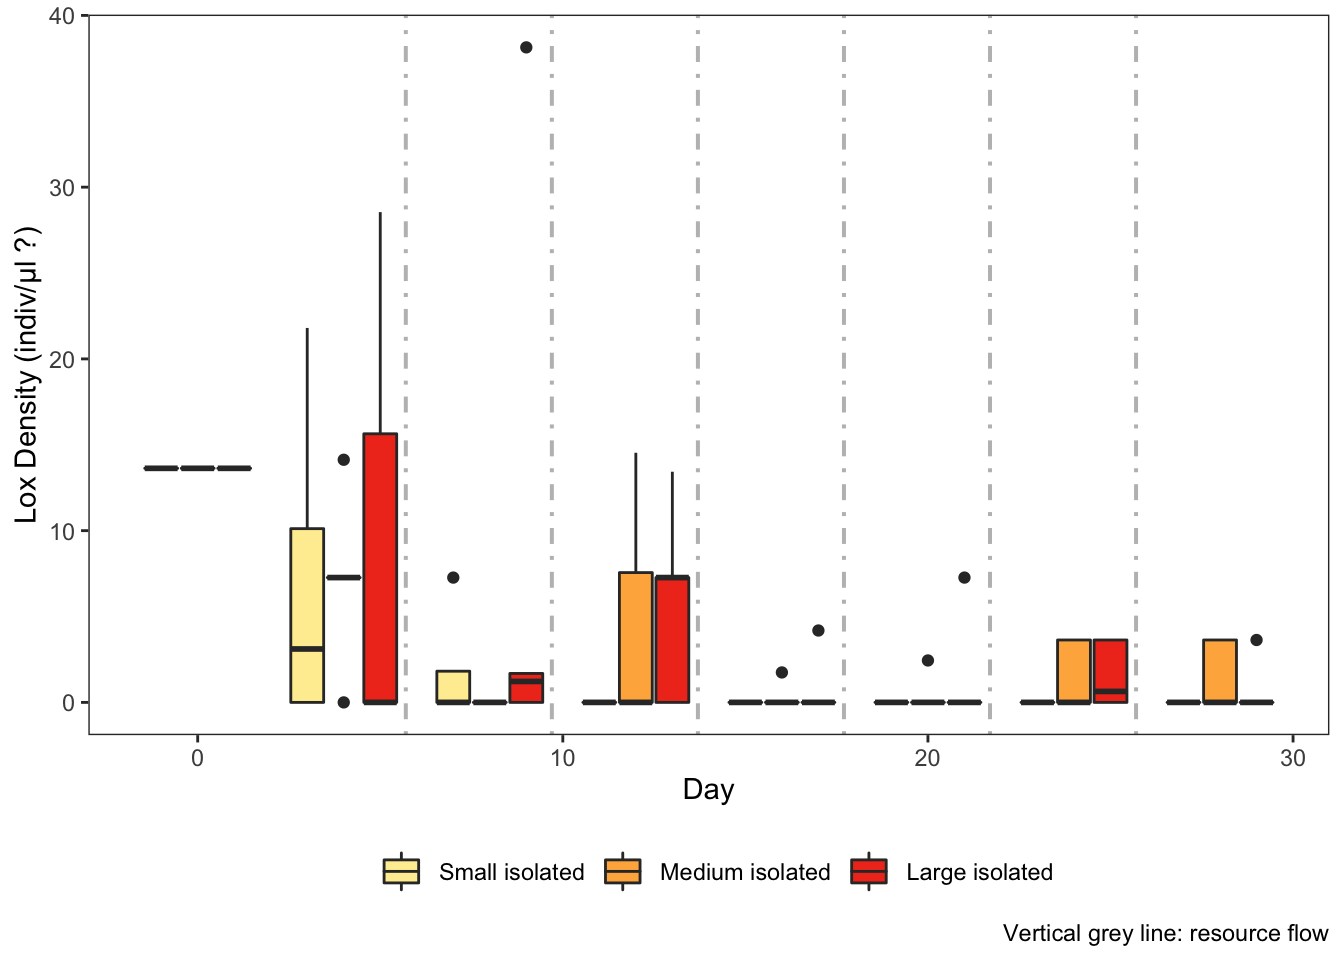 40
30
20
10
0
Lox Density (indiv/µl ?)
0 10 20 30
Day
Small isolated Medium isolated Large isolated
Vertical grey line: resource flow